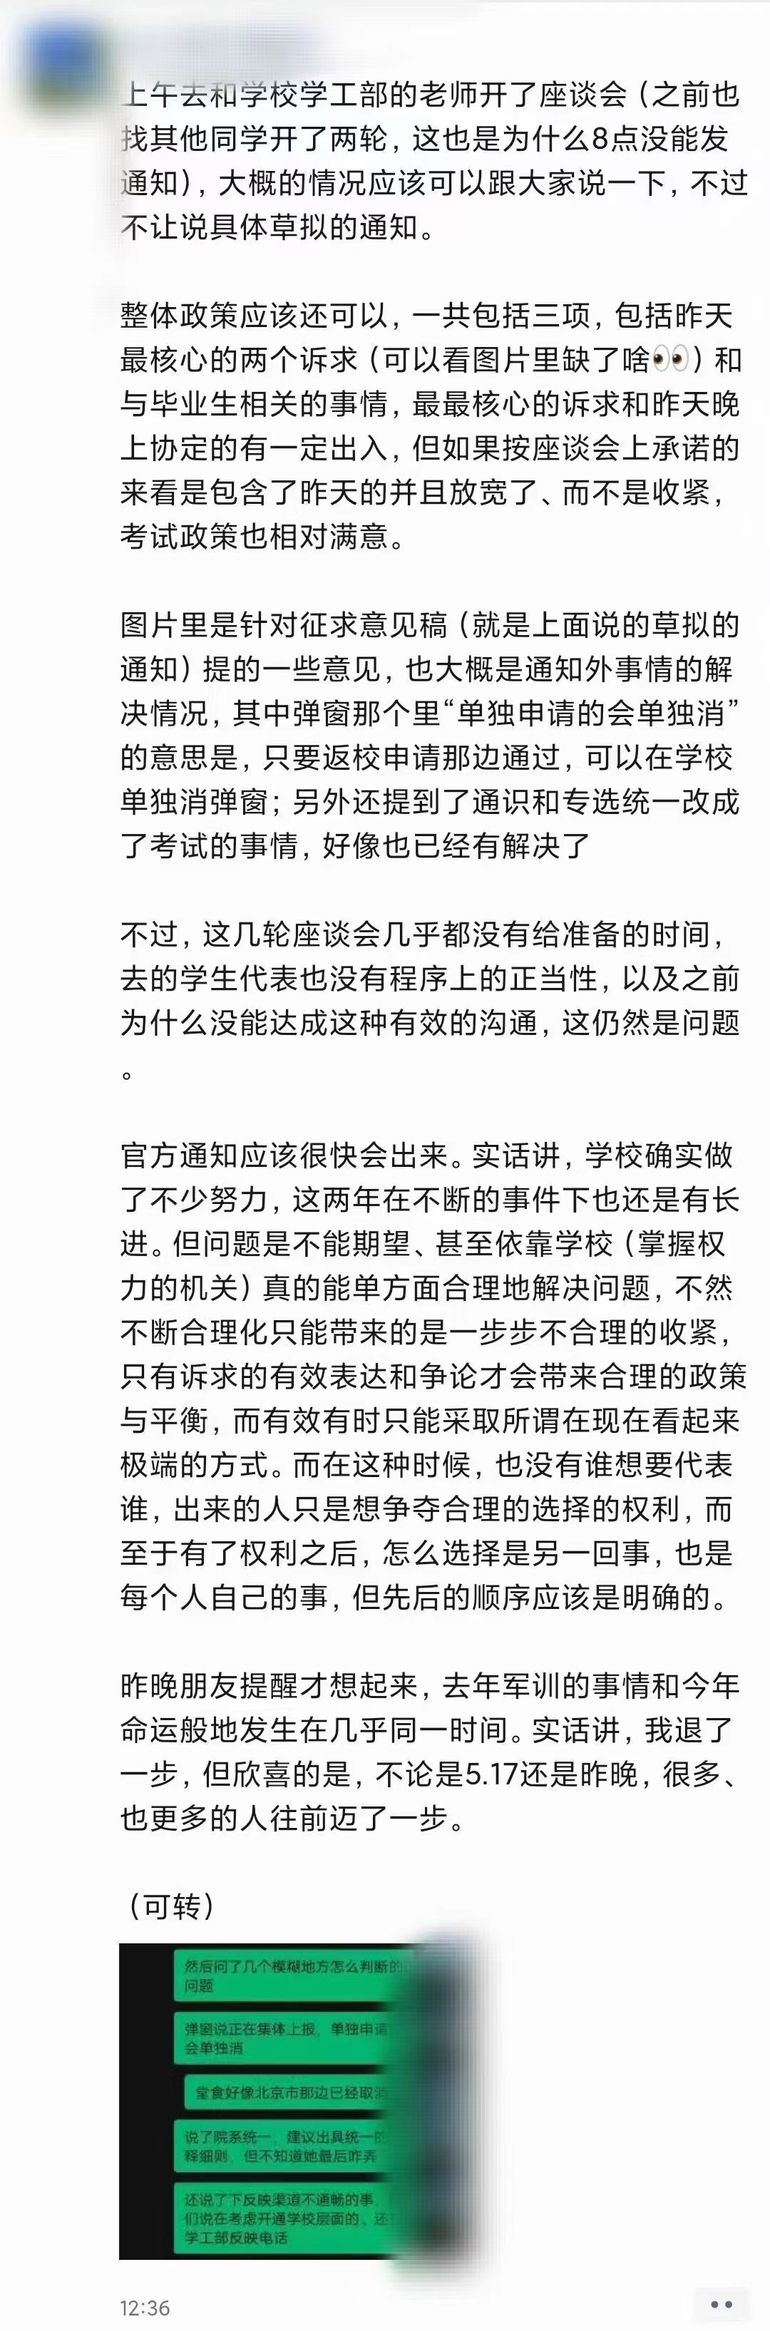 上午去和学校学工部的老师开了座谈会（之前也
找其他同学开了两轮，这也是为什么8点没能发
通知），大概的情况应该可以跟大家说一下，不过
不让说具体草拟的通知。
整体政策应该还可以，一共包括三项，包括昨天
最核心的两个诉求（可以看图片里缺了啥👀）和
与毕业生相关的事情，最最核心的诉求和昨天晚
上协定的有一定出入，但如果按座谈会上承诺的
来看是包含了昨天的并且放宽了、而不是收紧，
考试政策也相对满意。
图片里是针对征求意见稿（就是上面说的草拟的
通知）提的一些意见，也大概是通知外事情的解
决情况，其中弹窗那个里“单独申请的会单独消”
的意思是，只要返校申请那边通过，可以在学校
单独消弹窗；另外还提到了通识和专选统一改成
了考试的事情，好像也已经有解决了
不过，这几轮座谈会几乎都没有给准备的时间，
去的学生代表也没有程序上的正当性，以及之前
为什么没能达成这种有效的沟通，这仍然是问题
。
官方通知应该很快会出来。实话讲，学校确实做
了不少努力，这两年在不断的事件下也还是有长
进。但问题是不能期望、甚至依靠学校（掌握权
力的机关）真的能单方面合理地解决问题，不然
不断合理化只能带来的是一步步不合理的收紧，
只有诉求的有效表达和争论才会带来合理的政策
与平衡，而有效有时只能采取所谓在现在看起来
极端的方式。而在这种时候，也没有谁想要代表
谁，出来的人只是想争夺合理的选择的权利，而
至于有了权利之后，怎么选择是另一回事，也是
每个人自己的事，但先后的顺序应该是明确的。
昨晚朋友提醒才想起来，去年军训的事情和今年
命运般地发生在几乎同一时间。实话讲，我退了
一步，但欣喜的是，不论是5.17还是昨晚，很多、
也更多的人往前迈了一步。
（可转）
然后问了几个模糊地方怎么判断的
问题
弹窗说正在集体上报，单独申请
会单独消
堂食好像北京市那边已经取消
说了院系统一，建议出具统一的
释细则，但不知道她最后咋弄
还说了下反映渠道不通畅的事，
们说在考虑开通学校层面的、还
学工部反映电话
12:36